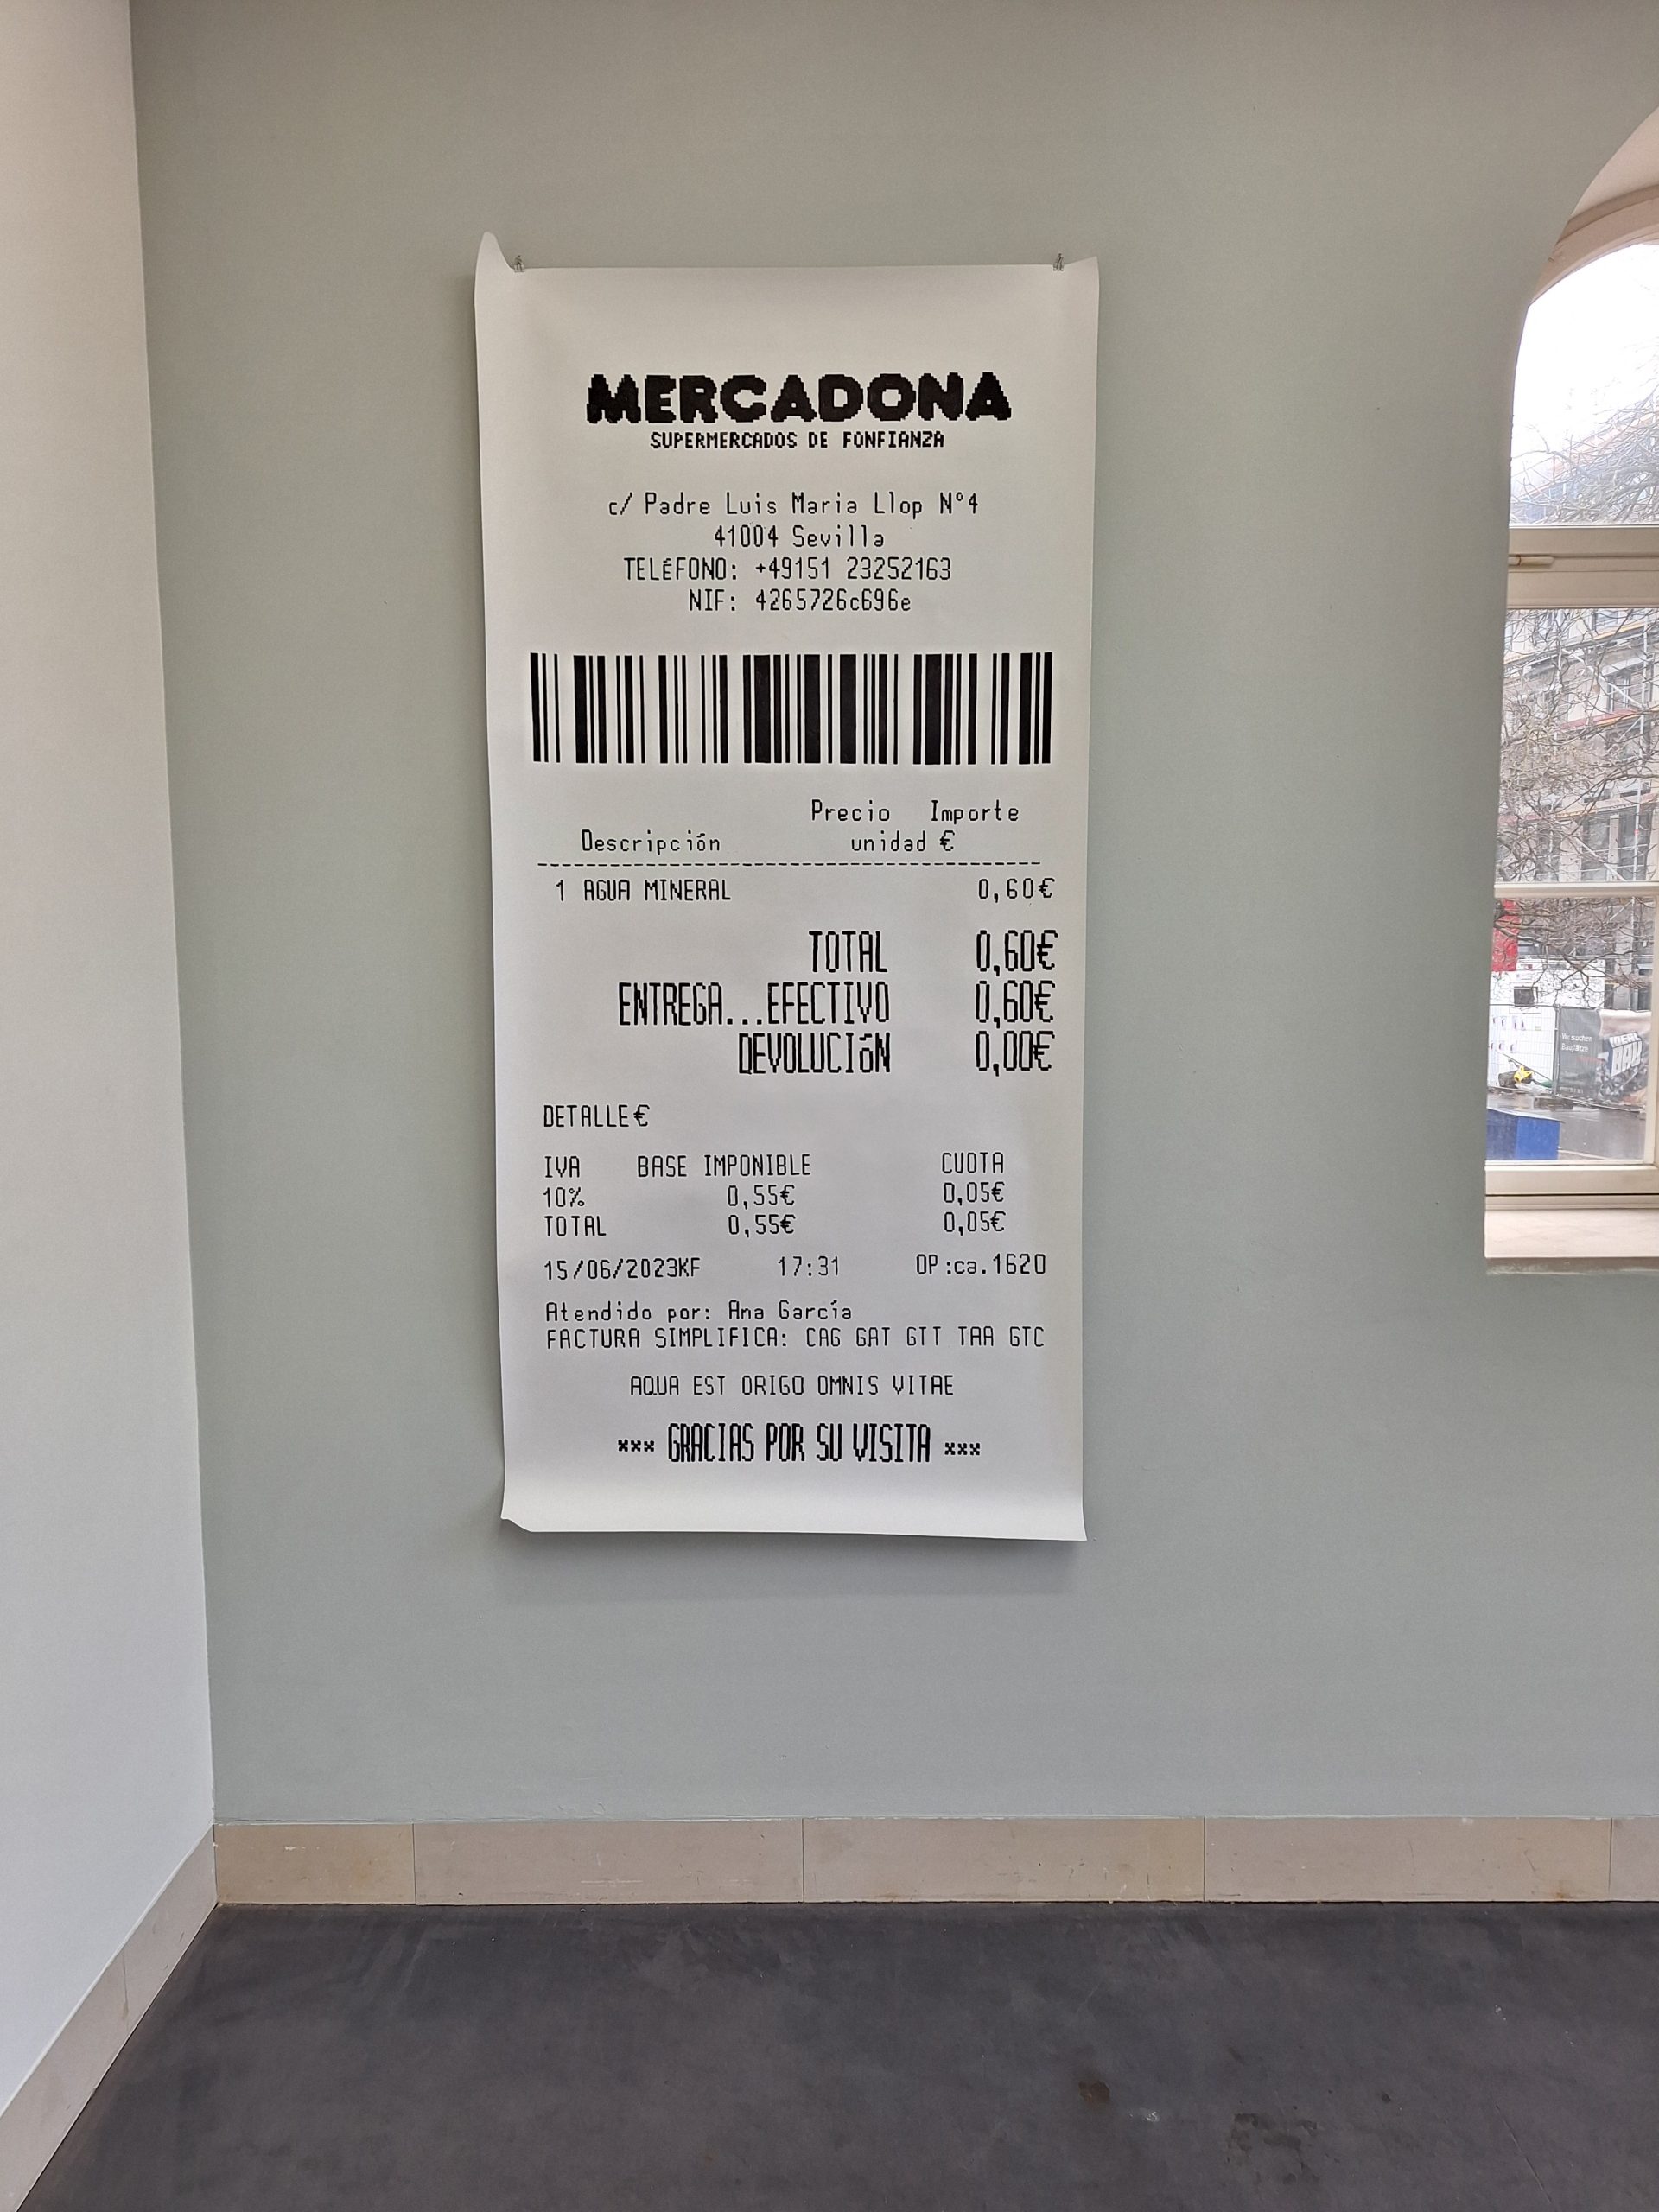 MERCADONA
SUPERMERCADOS DE FONFIANZA
c/ Padre Luis Maria Llop Nº4
41004 Sevilla
TELéFONO: +49151 23252163
NIF: 4265726c696e
Precio Importe
Descripción unidad €
1 AGUA MINERAL 0,60€
TOTAL 0,60€
ENTREGA...EFECTIVO 0,60€
DEVOLUCIóN 0,00€
DETALLE€
IVA BASE IMPONIBLE CUOTA
10% 0,55€ 0,05€
TOTAL 0,55€ 0,05€
15/06/2023KF 17:31 OP:ca.1620
Atendido por: Ana García
FACTURA SIMPLIFICA: CAG GAT GTT TAA GTC
AQUA EST ORIGO OMNIS VITAE
*** GRACIAS POR SU VISITA ***